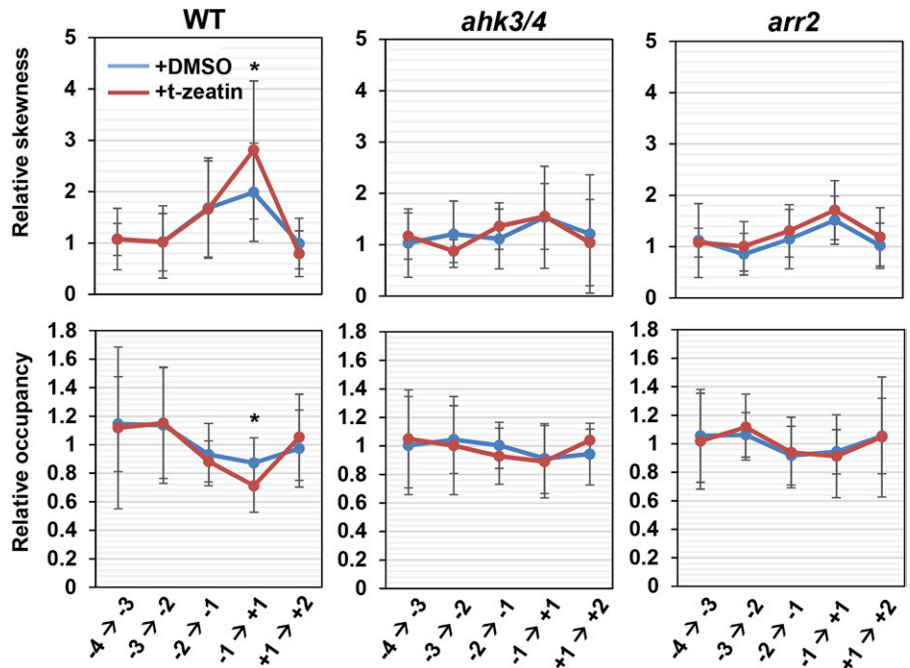 WT
ahk3/4
arr2
Relative skewness
5
4
3
2
1
0
+DMSO
+t-zeatin
*
5
4
3
2
1
0
5
4
3
2
1
0
Relative occupancy
1.8
1.6
1.4
1.2
1
0.8
0.6
0.4
0.2
0
*
1.8
1.6
1.4
1.2
1
0.8
0.6
0.4
0.2
0
1.8
1.6
1.4
1.2
1
0.8
0.6
0.4
0.2
0
-4 → -3
-3 → -2
-2 → -1
-1 → +1
+1 → +2
-4 → -3
-3 → -2
-2 → -1
-1 → +1
+1 → +2
-4 → -3
-3 → -2
-2 → -1
-1 → +1
+1 → +2